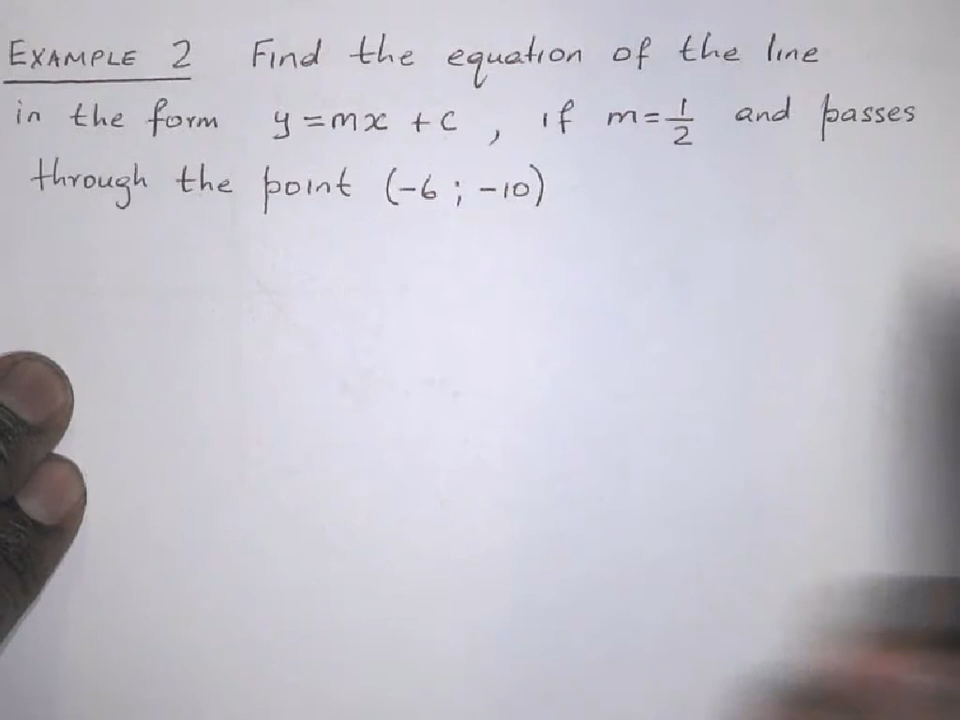 EXAMPLE 2 Find the equation of the line
in the form y = mx + c , if m = 1/2 and passes
through the point (-6 ; -10)